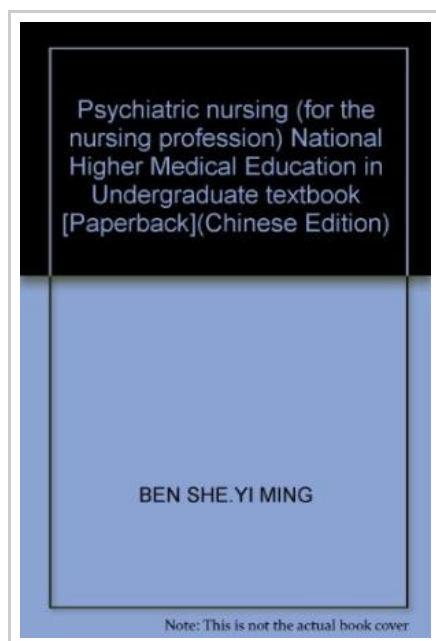 Psychiatric nursing (for the
nursing profession) National
Higher Medical Education in
Undergraduate textbook
[Paperback](Chinese Edition)
BEN SHE.YI MING
Note: This is not the actual book cover